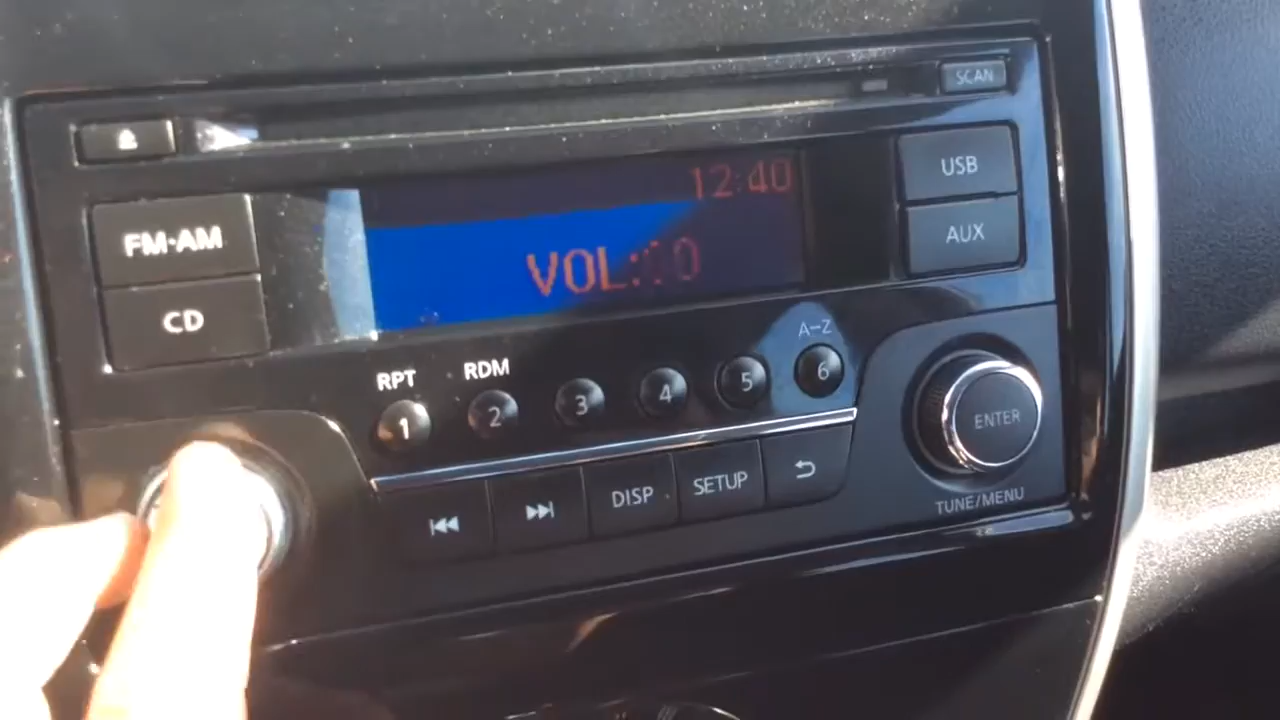 SCAN
12:40
USB
FM·AM
AUX
VOL:10
CD
A–Z
RPT
RDM
1
2
3
4
5
6
ENTER
DISP
SETUP
TUNE/MENU